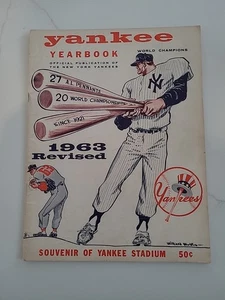 yankee
YEARBOOK
WORLD CHAMPIONS
OFFICIAL PUBLICATION OF
THE NEW YORK YANKEES
27 A.L. PENNANTS
20 WORLD CHAMPIONSHIPS
SINCE 1921
NY
1963
Revised
Yankees
SOUVENIR OF YANKEE STADIUM 50¢